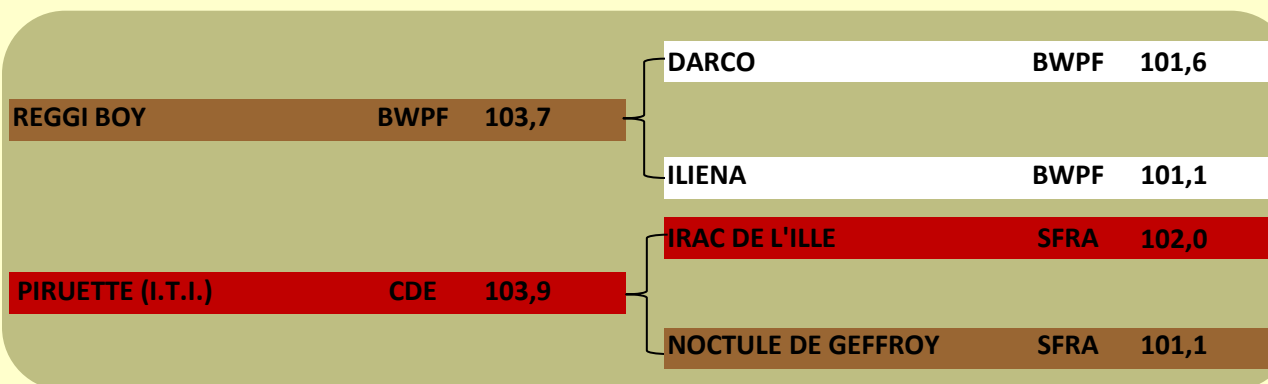 DARCO BWPF 101,6
REGGI BOY BWPF 103,7
ILIENA BWPF 101,1
IRAC DE L'ILLE SFRA 102,0
PIRUETTE (I.T.I.) CDE 103,9
NOCTULE DE GEFFROY SFRA 101,1